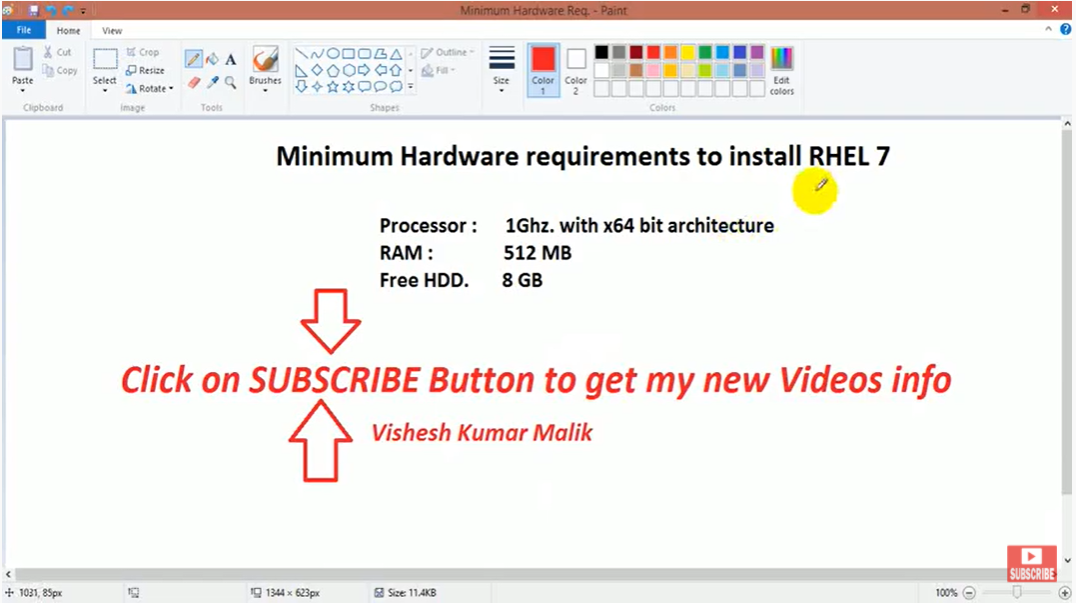 Minimum Hardware Req. - Paint
File Home View
Paste
Cut
Copy
Clipboard
Select
Crop
Resize
Rotate
Image
A
Tools
Brushes
Shapes
Outline
Fill
Size
Color 1
Color 2
Edit colors
Colors
Minimum Hardware requirements to install RHEL 7
Processor : 1Ghz. with x64 bit architecture
RAM : 512 MB
Free HDD. 8 GB
Click on SUBSCRIBE Button to get my new Videos info
Vishesh Kumar Malik
SUBSCRIBE
1031, 85px 1344 × 623px Size: 11.4KB 100%